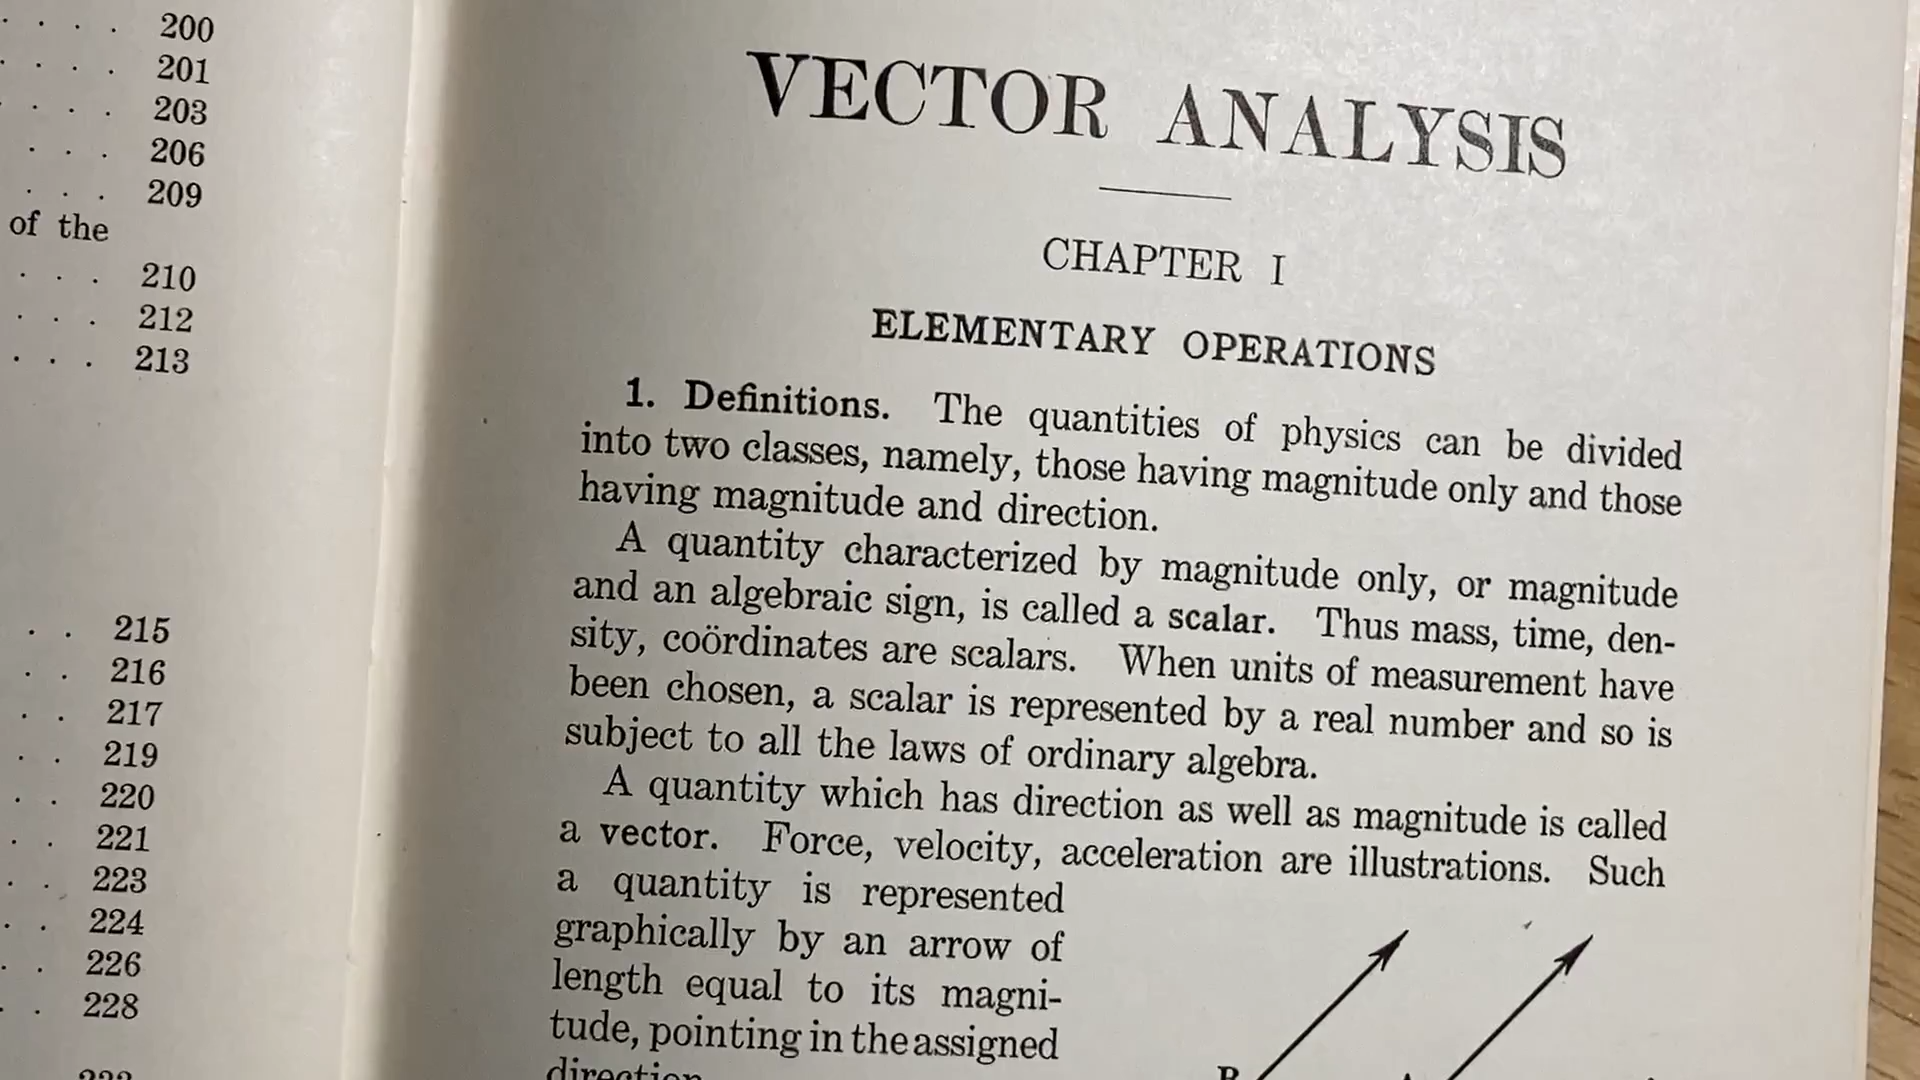 200
201
203
206
209
of the
210
212
213
215
216
217
219
220
221
223
224
226
228
VECTOR ANALYSIS
CHAPTER I
ELEMENTARY OPERATIONS
1. Definitions. The quantities of physics can be divided
into two classes, namely, those having magnitude only and those
having magnitude and direction.
A quantity characterized by magnitude only, or magnitude
and an algebraic sign, is called a scalar. Thus mass, time, den-
sity, coördinates are scalars. When units of measurement have
been chosen, a scalar is represented by a real number and so is
subject to all the laws of ordinary algebra.
A quantity which has direction as well as magnitude is called
a vector. Force, velocity, acceleration are illustrations. Such
a quantity is represented
graphically by an arrow of
length equal to its magni-
tude, pointing in the assigned
direction
B